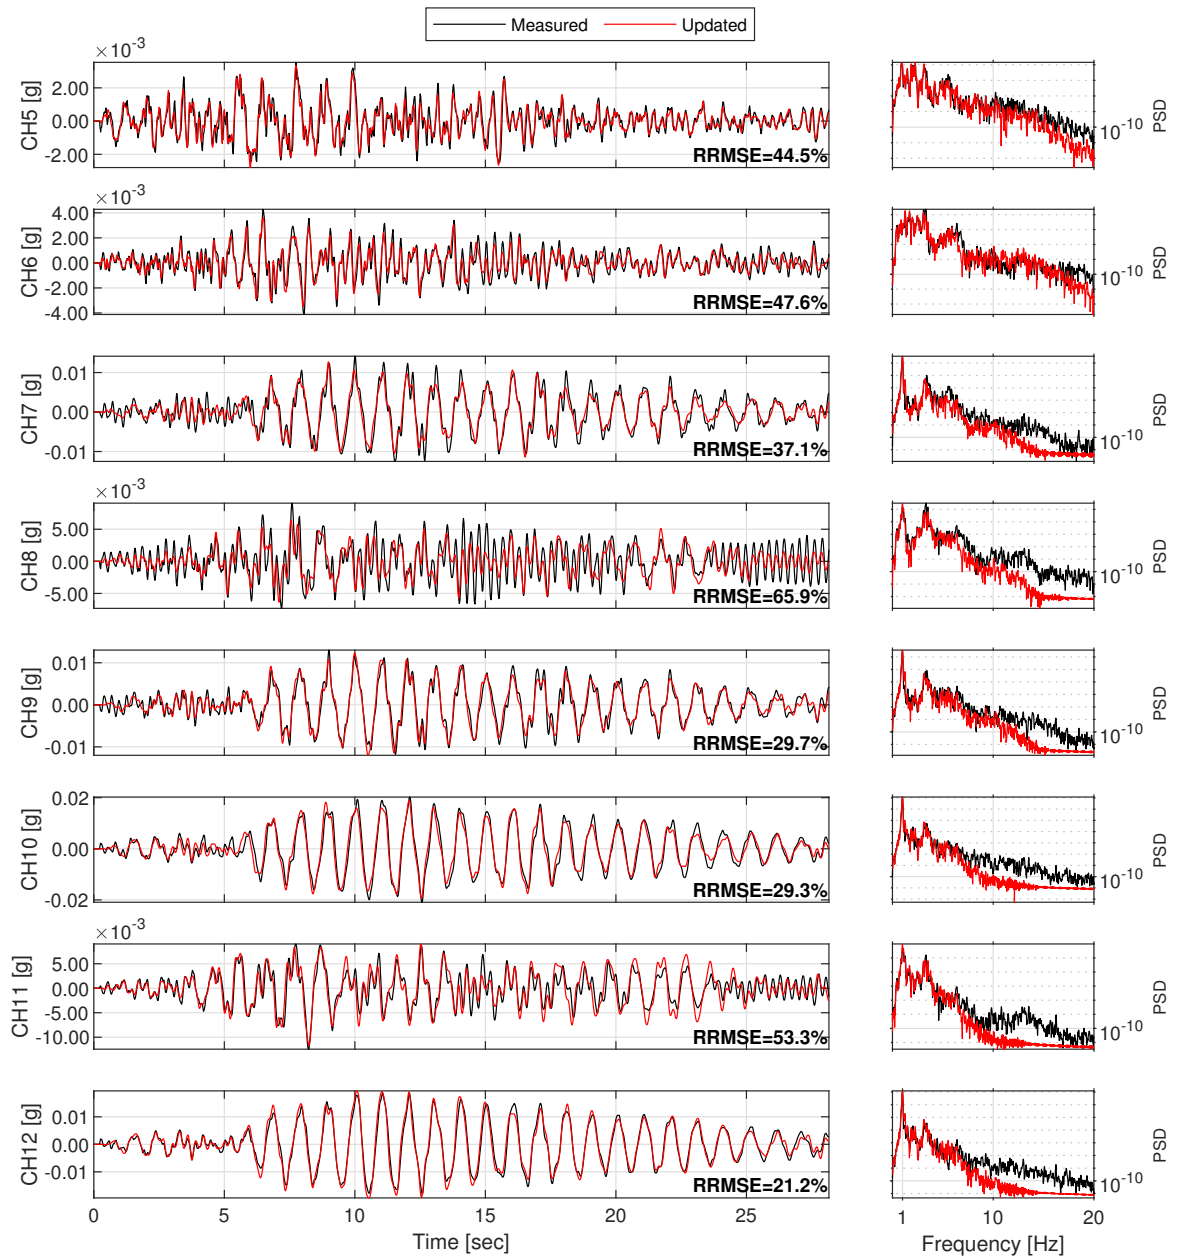 Measured Updated
×10-3
CH5 [g]
2.00
0.00
-2.00
RRMSE=44.5%
10-10
PSD
×10-3
CH6 [g]
4.00
2.00
0.00
-2.00
-4.00
RRMSE=47.6%
10-10
PSD
CH7 [g]
0.01
0.00
-0.01
RRMSE=37.1%
10-10
PSD
×10-3
CH8 [g]
5.00
0.00
-5.00
RRMSE=65.9%
10-10
PSD
CH9 [g]
0.01
0.00
-0.01
RRMSE=29.7%
10-10
PSD
CH10 [g]
0.02
0.00
-0.02
RRMSE=29.3%
10-10
PSD
×10-3
CH11 [g]
5.00
0.00
-5.00
-10.00
RRMSE=53.3%
10-10
PSD
CH12 [g]
0.01
0.00
-0.01
RRMSE=21.2%
10-10
PSD
0 5 10 15 20 25
Time [sec]
1 10 20
Frequency [Hz]